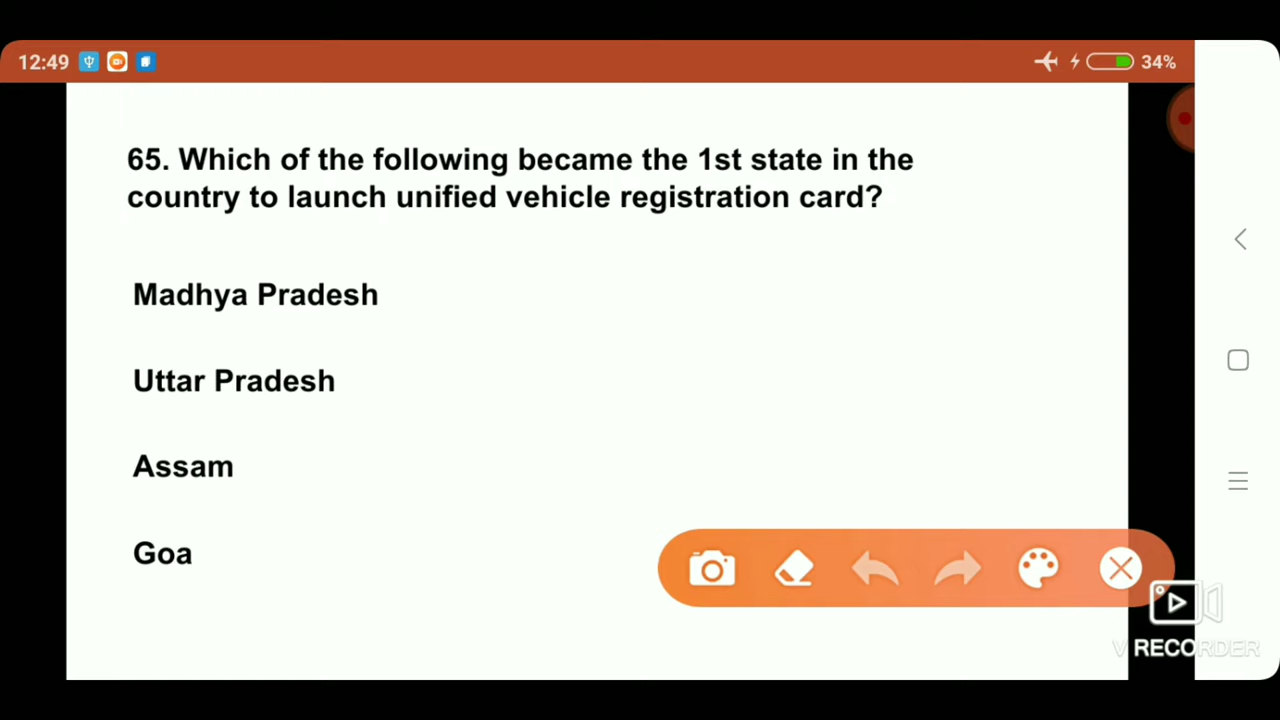 12:49
34%
65. Which of the following became the 1st state in the
country to launch unified vehicle registration card?
Madhya Pradesh
Uttar Pradesh
Assam
Goa
V RECORDER